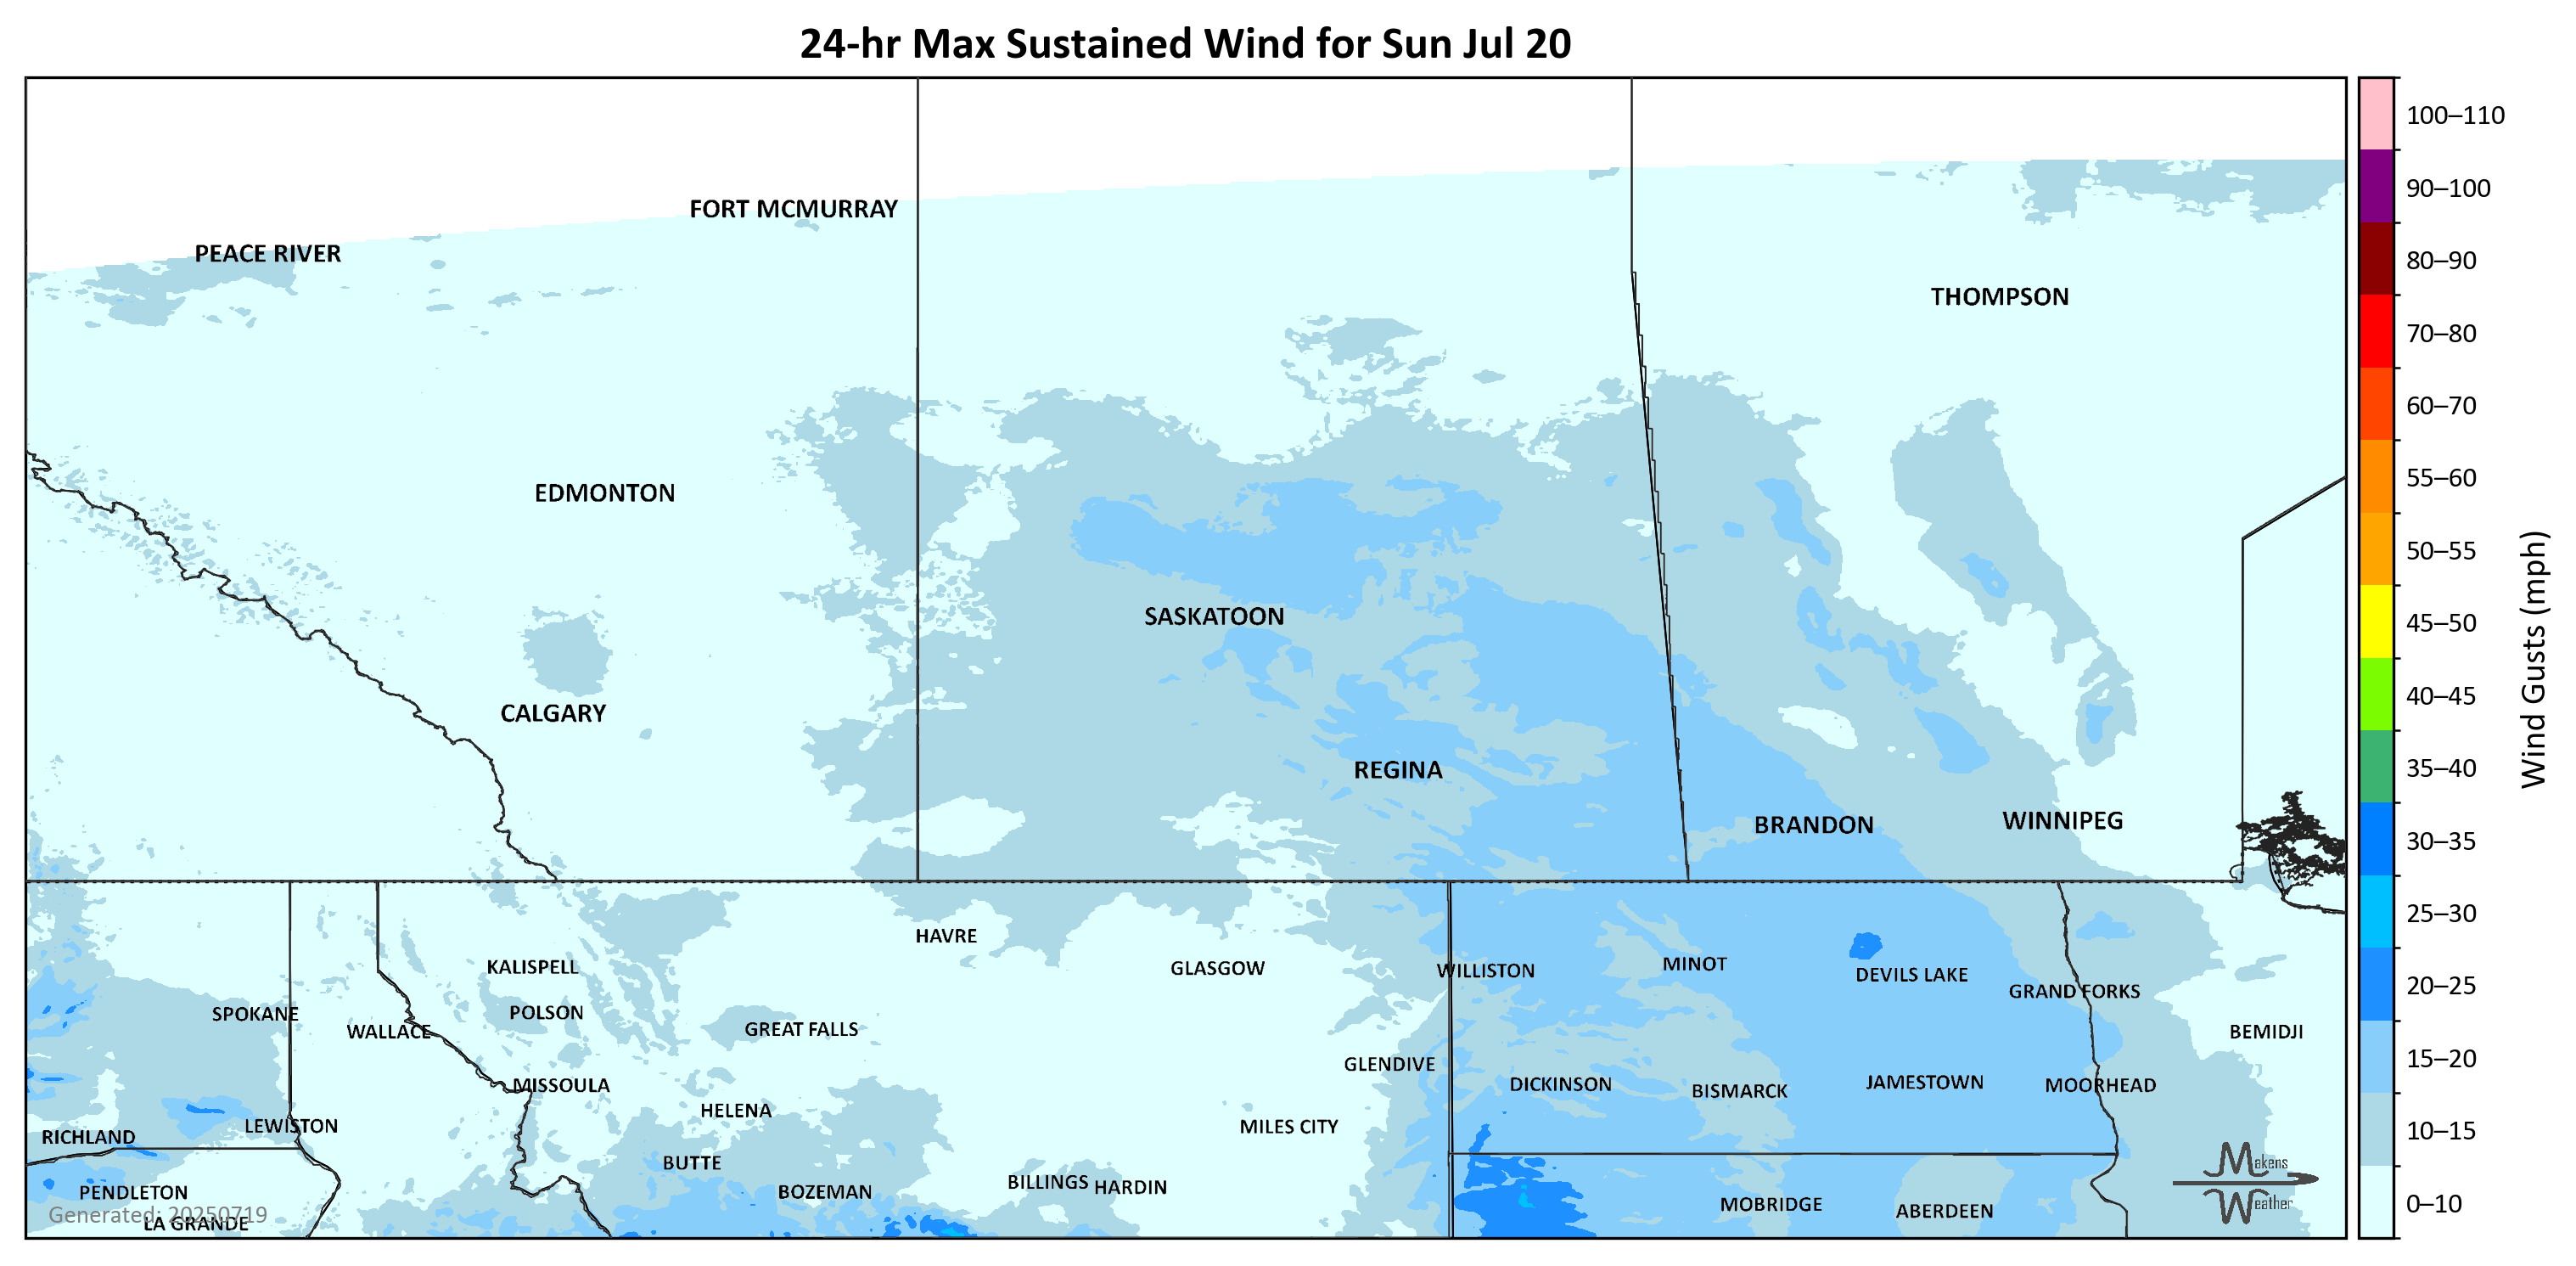 24-hr Max Sustained Wind for Sun Jul 20
100–110
90–100
80–90
70–80
60–70
55–60
50–55
45–50
40–45
35–40
30–35
25–30
20–25
15–20
10–15
0–10
Wind Gusts (mph)
FORT MCMURRAY
PEACE RIVER
THOMPSON
EDMONTON
SASKATOON
CALGARY
REGINA
BRANDON
WINNIPEG
HAVRE
KALISPELL
GLASGOW
WILLISTON
MINOT
DEVILS LAKE
GRAND FORKS
SPOKANE
POLSON
WALLACE
GREAT FALLS
BEMIDJI
GLENDIVE
MISSOULA
DICKINSON
BISMARCK
JAMESTOWN
MOORHEAD
HELENA
LEWISTON
MILES CITY
RICHLAND
BUTTE
PENDLETON
BOZEMAN
BILLINGS
HARDIN
MOBRIDGE
ABERDEEN
Generated: 20250719
LA GRANDE
Makens
Weather